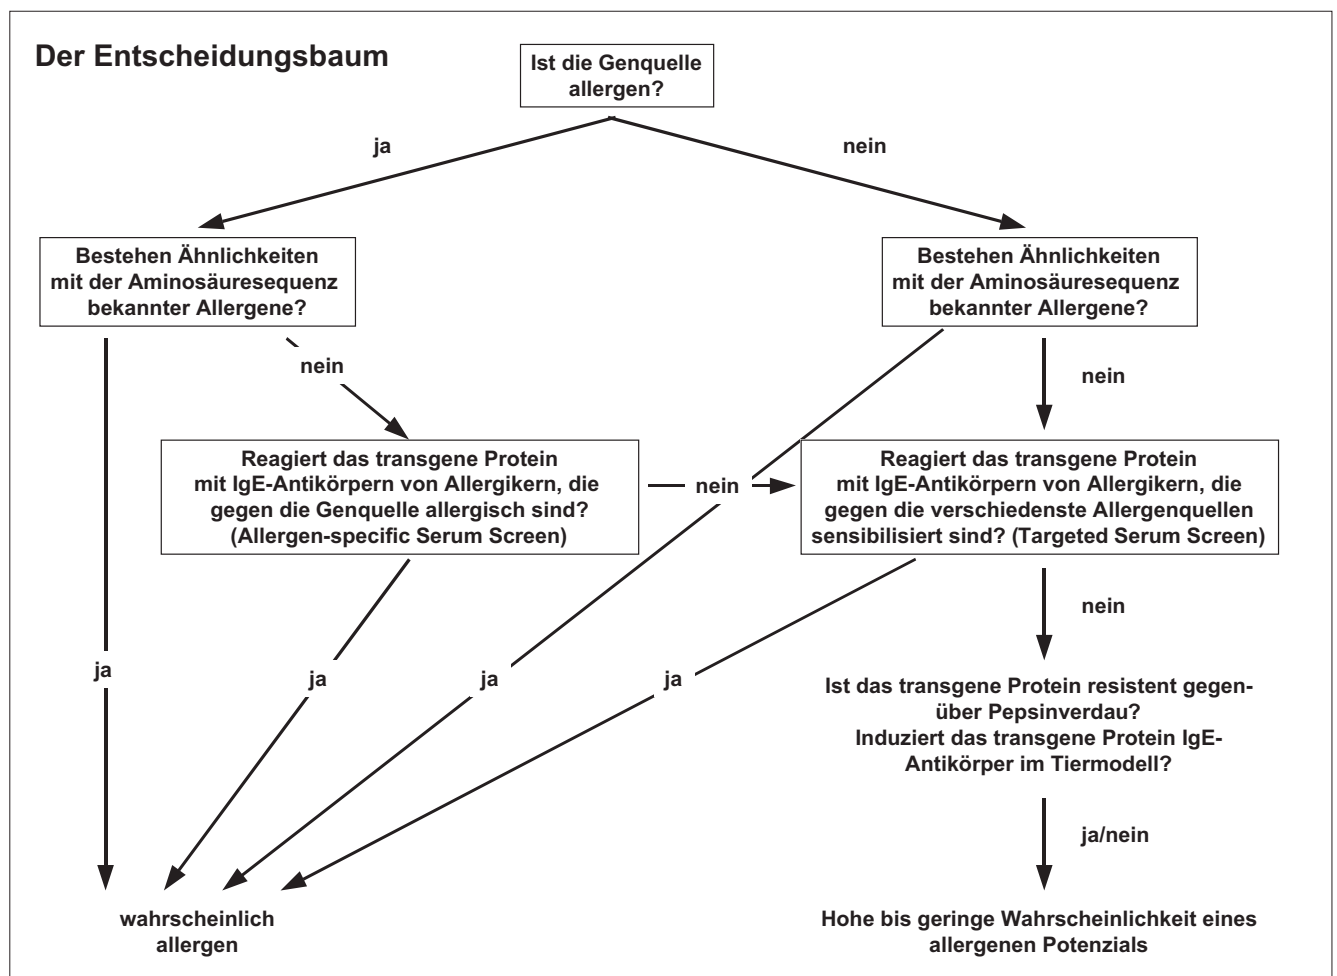 Der Entscheidungsbaum
Ist die Genquelle
allergen?
ja
nein
Bestehen Ähnlichkeiten
mit der Aminosäuresequenz
bekannter Allergene?
Bestehen Ähnlichkeiten
mit der Aminosäuresequenz
bekannter Allergene?
nein
nein
Reagiert das transgene Protein
mit IgE-Antikörpern von Allergikern, die
gegen die Genquelle allergisch sind?
(Allergen-specific Serum Screen)
nein
Reagiert das transgene Protein
mit IgE-Antikörpern von Allergikern, die
gegen die verschiedenste Allergenquellen
sensibilisiert sind? (Targeted Serum Screen)
nein
ja
ja
ja
ja
Ist das transgene Protein resistent gegen-
über Pepsinverdau?
Induziert das transgene Protein IgE-
Antikörper im Tiermodell?
ja/nein
wahrscheinlich
allergen
Hohe bis geringe Wahrscheinlichkeit eines
allergenen Potenzials